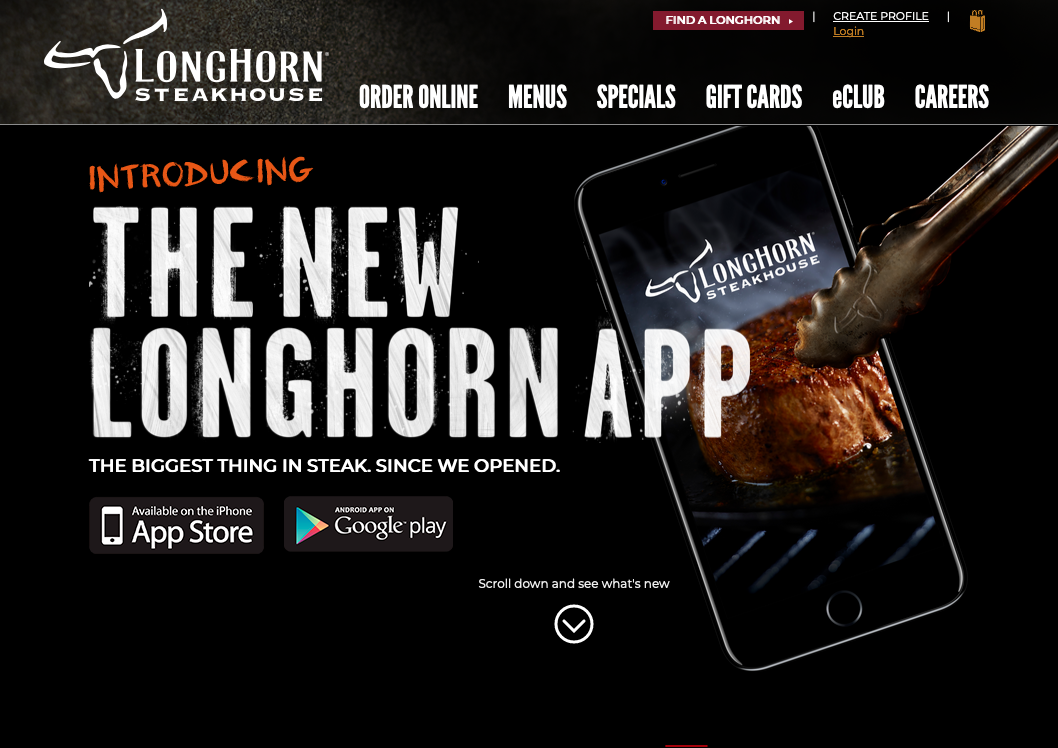 FIND A LONGHORN
|
CREATE PROFILE
|
Login
LONGHORN®
STEAKHOUSE
ORDER ONLINE
MENUS
SPECIALS
GIFT CARDS
eCLUB
CAREERS
INTRODUCING
THE NEW
LONGHORN APP
LONGHORN
STEAKHOUSE
THE BIGGEST THING IN STEAK. SINCE WE OPENED.
Available on the iPhone
App Store
ANDROID APP ON
Google play
Scroll down and see what's new